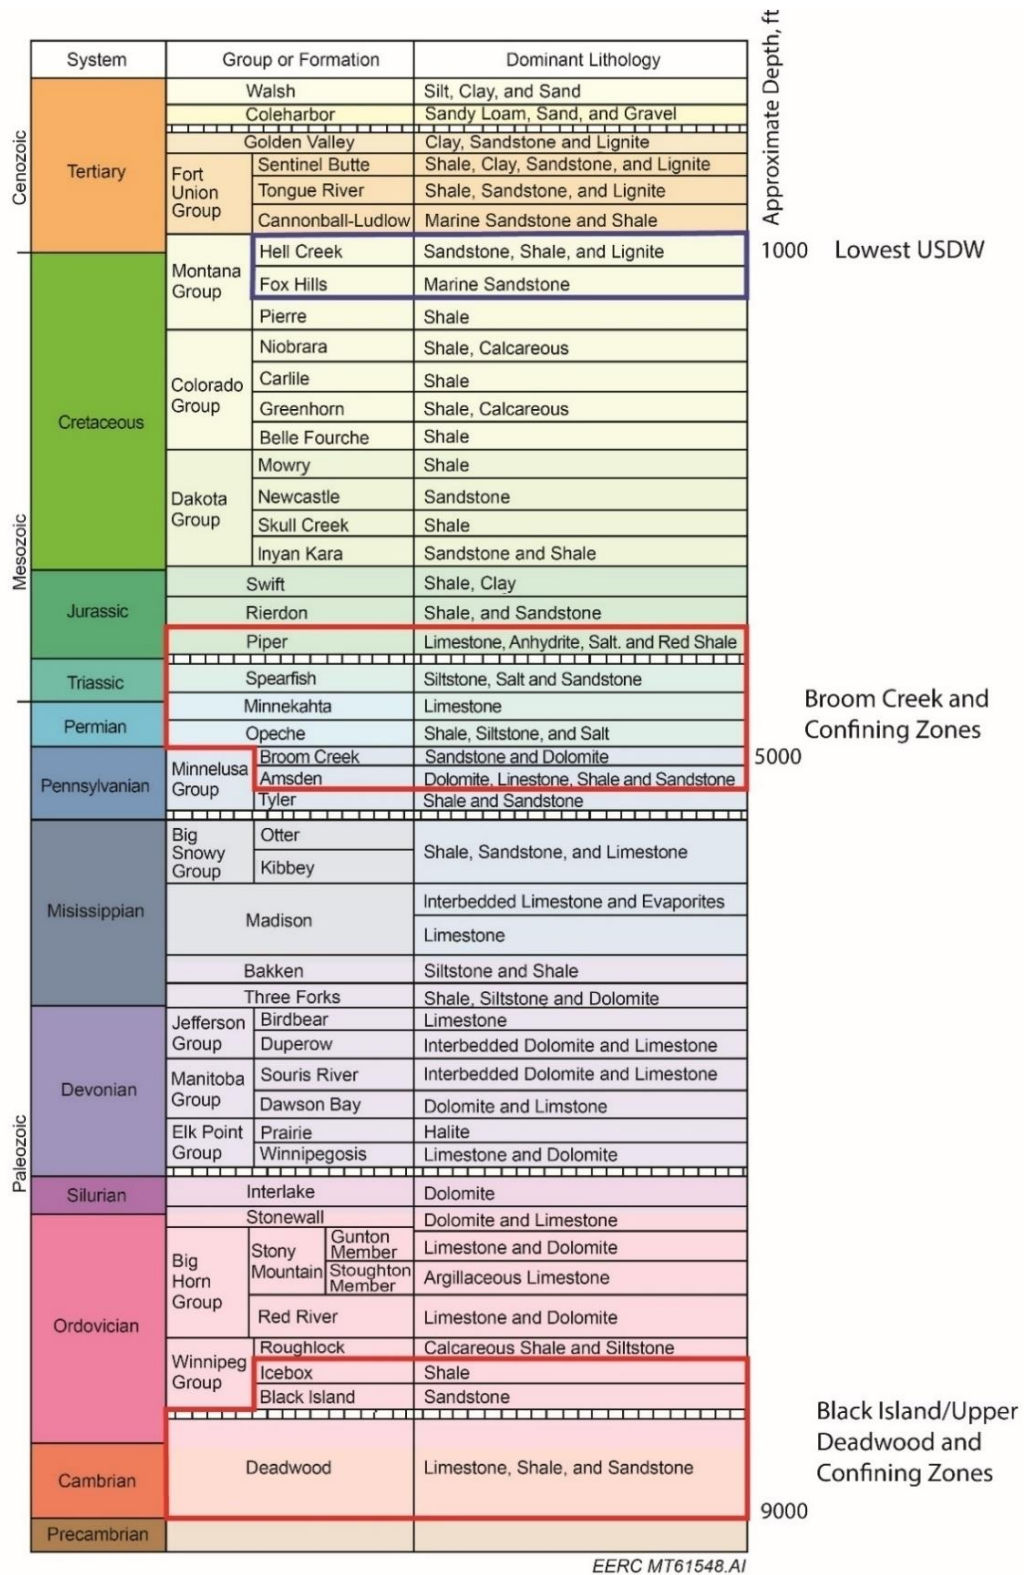 System Group or Formation Dominant Lithology
Approximate Depth, ft
Cenozoic
Mesozoic
Paleozoic
Tertiary
Walsh Silt, Clay, and Sand
Coleharbor Sandy Loam, Sand, and Gravel
Golden Valley Clay, Sandstone and Lignite
Fort
Union
Group
Sentinel Butte Shale, Clay, Sandstone, and Lignite
Tongue River Shale, Sandstone, and Lignite
Cannonball-Ludlow Marine Sandstone and Shale
Cretaceous
Montana
Group
Hell Creek Sandstone, Shale, and Lignite
1000 Lowest USDW
Fox Hills Marine Sandstone
Pierre Shale
Colorado
Group
Niobrara Shale, Calcareous
Carlile Shale
Greenhorn Shale, Calcareous
Belle Fourche Shale
Dakota
Group
Mowry Shale
Newcastle Sandstone
Skull Creek Shale
Inyan Kara Sandstone and Shale
Jurassic
Swift Shale, Clay
Rierdon Shale, and Sandstone
Piper Limestone, Anhydrite, Salt. and Red Shale
Triassic
Spearfish Siltstone, Salt and Sandstone
Broom Creek and
Confining Zones
Permian
Minnekahta Limestone
Opeche Shale, Siltstone, and Salt
Pennsylvanian
Minnelusa
Group
Broom Creek Sandstone and Dolomite
5000
Amsden Dolomite, Linestone, Shale and Sandstone
Tyler Shale and Sandstone
Misissippian
Big
Snowy
Group
Otter
Kibbey
Shale, Sandstone, and Limestone
Madison
Interbedded Limestone and Evaporites
Limestone
Bakken Siltstone and Shale
Three Forks Shale, Siltstone and Dolomite
Devonian
Jefferson
Group
Birdbear Limestone
Duperow Interbedded Dolomite and Limestone
Manitoba
Group
Souris River Interbedded Dolomite and Limestone
Dawson Bay Dolomite and Limstone
Elk Point
Group
Prairie Halite
Winnipegosis Limestone and Dolomite
Silurian
Interlake Dolomite
Ordovician
Stonewall Dolomite and Limestone
Big
Horn
Group
Stony
Mountain
Gunton
Member
Limestone and Dolomite
Stoughton
Member
Argillaceous Limestone
Red River Limestone and Dolomite
Winnipeg
Group
Roughlock Calcareous Shale and Siltstone
Icebox Shale
Black Island Sandstone
Black Island/Upper
Deadwood and
Confining Zones
Cambrian
Deadwood Limestone, Shale, and Sandstone
9000
Precambrian
EERC MT61548.AI